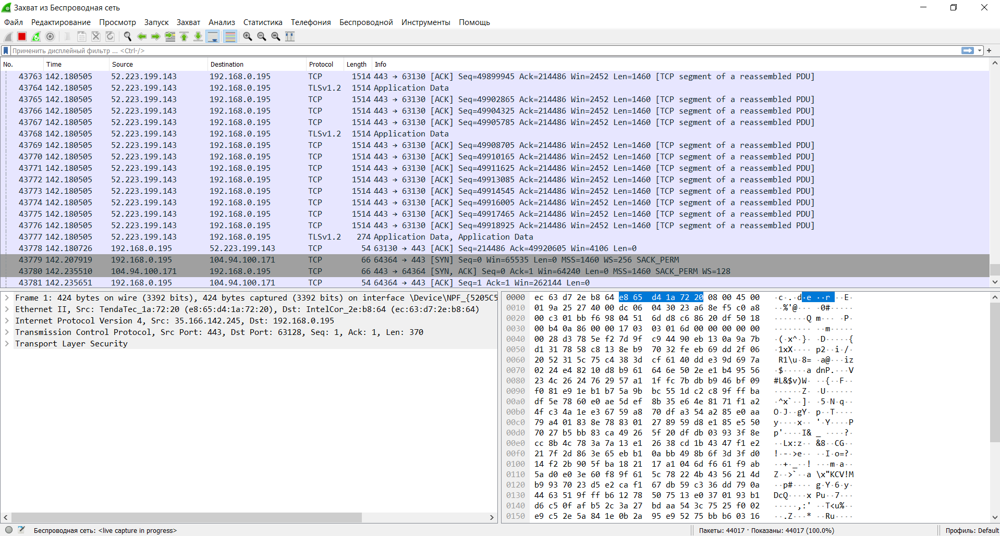 Захват из Беспроводная сеть
Файл Редактирование Просмотр Запуск Захват Анализ Статистика Телефония Беспроводной Инструменты Помощь
Применить дисплейный фильтр ... <Ctrl-/>
No. Time Source Destination Protocol Length Info
43763 142.180505 52.223.199.143 192.168.0.195 TCP 1514 443 → 63130 [ACK] Seq=49899945 Ack=214486 Win=2452 Len=1460 [TCP segment of a reassembled PDU]
43764 142.180505 52.223.199.143 192.168.0.195 TLSv1.2 1514 Application Data
43765 142.180505 52.223.199.143 192.168.0.195 TCP 1514 443 → 63130 [ACK] Seq=49902865 Ack=214486 Win=2452 Len=1460 [TCP segment of a reassembled PDU]
43766 142.180505 52.223.199.143 192.168.0.195 TCP 1514 443 → 63130 [ACK] Seq=49904325 Ack=214486 Win=2452 Len=1460 [TCP segment of a reassembled PDU]
43767 142.180505 52.223.199.143 192.168.0.195 TCP 1514 443 → 63130 [ACK] Seq=49905785 Ack=214486 Win=2452 Len=1460 [TCP segment of a reassembled PDU]
43768 142.180505 52.223.199.143 192.168.0.195 TLSv1.2 1514 Application Data
43769 142.180505 52.223.199.143 192.168.0.195 TCP 1514 443 → 63130 [ACK] Seq=49908705 Ack=214486 Win=2452 Len=1460 [TCP segment of a reassembled PDU]
43770 142.180505 52.223.199.143 192.168.0.195 TCP 1514 443 → 63130 [ACK] Seq=49910165 Ack=214486 Win=2452 Len=1460 [TCP segment of a reassembled PDU]
43771 142.180505 52.223.199.143 192.168.0.195 TCP 1514 443 → 63130 [ACK] Seq=49911625 Ack=214486 Win=2452 Len=1460 [TCP segment of a reassembled PDU]
43772 142.180505 52.223.199.143 192.168.0.195 TCP 1514 443 → 63130 [ACK] Seq=49913085 Ack=214486 Win=2452 Len=1460 [TCP segment of a reassembled PDU]
43773 142.180505 52.223.199.143 192.168.0.195 TCP 1514 443 → 63130 [ACK] Seq=49914545 Ack=214486 Win=2452 Len=1460 [TCP segment of a reassembled PDU]
43774 142.180505 52.223.199.143 192.168.0.195 TCP 1514 443 → 63130 [ACK] Seq=49916005 Ack=214486 Win=2452 Len=1460 [TCP segment of a reassembled PDU]
43775 142.180505 52.223.199.143 192.168.0.195 TCP 1514 443 → 63130 [ACK] Seq=49917465 Ack=214486 Win=2452 Len=1460 [TCP segment of a reassembled PDU]
43776 142.180505 52.223.199.143 192.168.0.195 TCP 1514 443 → 63130 [ACK] Seq=49918925 Ack=214486 Win=2452 Len=1460 [TCP segment of a reassembled PDU]
43777 142.180505 52.223.199.143 192.168.0.195 TLSv1.2 274 Application Data, Application Data
43778 142.180726 192.168.0.195 52.223.199.143 TCP 54 63130 → 443 [ACK] Seq=214486 Ack=49920605 Win=4106 Len=0
43779 142.207919 192.168.0.195 104.94.100.171 TCP 66 64364 → 443 [SYN] Seq=0 Win=65535 Len=0 MSS=1460 WS=256 SACK_PERM
43780 142.235510 104.94.100.171 192.168.0.195 TCP 66 443 → 64364 [SYN, ACK] Seq=0 Ack=1 Win=64240 Len=0 MSS=1460 SACK_PERM WS=128
43781 142.235651 192.168.0.195 104.94.100.171 TCP 54 64364 → 443 [ACK] Seq=1 Ack=1 Win=262144 Len=0
Frame 1: 424 bytes on wire (3392 bits), 424 bytes captured (3392 bits) on interface \Device\NPF_{5205C5
Ethernet II, Src: TendaTec_1a:72:20 (e8:65:d4:1a:72:20), Dst: IntelCor_2e:b8:64 (ec:63:d7:2e:b8:64)
Internet Protocol Version 4, Src: 35.166.142.245, Dst: 192.168.0.195
Transmission Control Protocol, Src Port: 443, Dst Port: 63128, Seq: 1, Ack: 1, Len: 370
Transport Layer Security
0000 ec 63 d7 2e b8 64 e8 65 d4 1a 72 20 08 00 45 00 ·c·.·d·e ··r ··E·
0010 01 9a 25 27 40 00 dc 06 04 30 23 a6 8e f5 c0 a8 ··%'@··· ·0#·····
0020 00 c3 01 bb f6 98 04 51 6d d8 c6 86 20 df 50 18 ·······Q m··· ·P·
0030 00 b4 0a 86 00 00 17 03 03 01 6d 00 00 00 00 00 ········ ··m·····
0040 00 28 d3 78 5e f2 7d 9f c9 44 90 eb 13 0a 9a 7b ·(·x^·}· ·D·····{
0050 d1 31 78 58 c8 13 8e b9 70 32 fe eb 69 dd 2f 06 ·1xX···· p2··i·/·
0060 20 52 31 5c 75 c4 38 3d cf 61 40 dd e3 9d 69 7a R1\u·8= ·a@···iz
0070 02 24 e4 82 10 d8 b9 61 64 6e 50 2e e1 b4 95 56 ·$·····a dnP.···V
0080 23 4c 26 24 76 29 57 a1 1f fc 7b db b9 46 bf 09 #L&$v)W· ··{··F··
0090 f0 81 e9 1e b1 b7 5a 9b bc 55 1d c2 c8 9f ff ba ······Z· ·U······
00a0 df 5e 78 60 e0 ae 5d ef 8b 35 e6 4e 81 71 f1 a2 ·^x`··]· ·5·N·q··
00b0 4f c3 4a 1e e3 67 59 a8 70 df a3 54 a2 85 e0 aa O·J··gY· p··T····
00c0 79 a4 01 83 8e 78 83 01 27 89 59 d8 e1 85 e5 50 y····x·· '·Y····P
00d0 70 27 b5 bb 83 ca 49 26 5f 20 df db 03 93 3f 8e p'····I& _ ····?·
00e0 cc 8b 4c 78 3a 7a 13 e1 26 38 cd 1b 43 47 f1 e2 ··Lx:z·· &8··CG··
00f0 21 7f 2d 86 3e 65 eb b1 0a bb 49 8b 6f 3d 3f d0 !·-·>e·· ··I·o=?·
0100 14 f2 2b 90 5f ba 18 21 17 a1 04 6d f6 61 f9 ab ··+·_··! ···m·a··
0110 5a d0 e0 3e 60 f8 9f 61 5c 78 22 4b 43 56 21 4d Z··>`··a \x"KCV!M
0120 b9 93 70 23 d5 e2 ca f1 67 db 59 c3 36 dd 79 0a ··p#···· g·Y·6·y·
0130 44 63 51 9f ff b6 12 78 50 75 13 e0 37 01 93 b1 DcQ····x Pu··7···
0140 d6 c5 0f af b5 2c 3a 27 bd aa 54 3c 75 25 f0 02 ·····,:' ··T<u%··
0150 e9 c5 2e 5a 84 1e 0b 2a 95 e9 52 75 bb b6 03 16 ··.Z···* ··Ru····
Беспроводная сеть: <live capture in progress>
Пакеты: 44017 · Показаны: 44017 (100.0%)
Профиль: Default